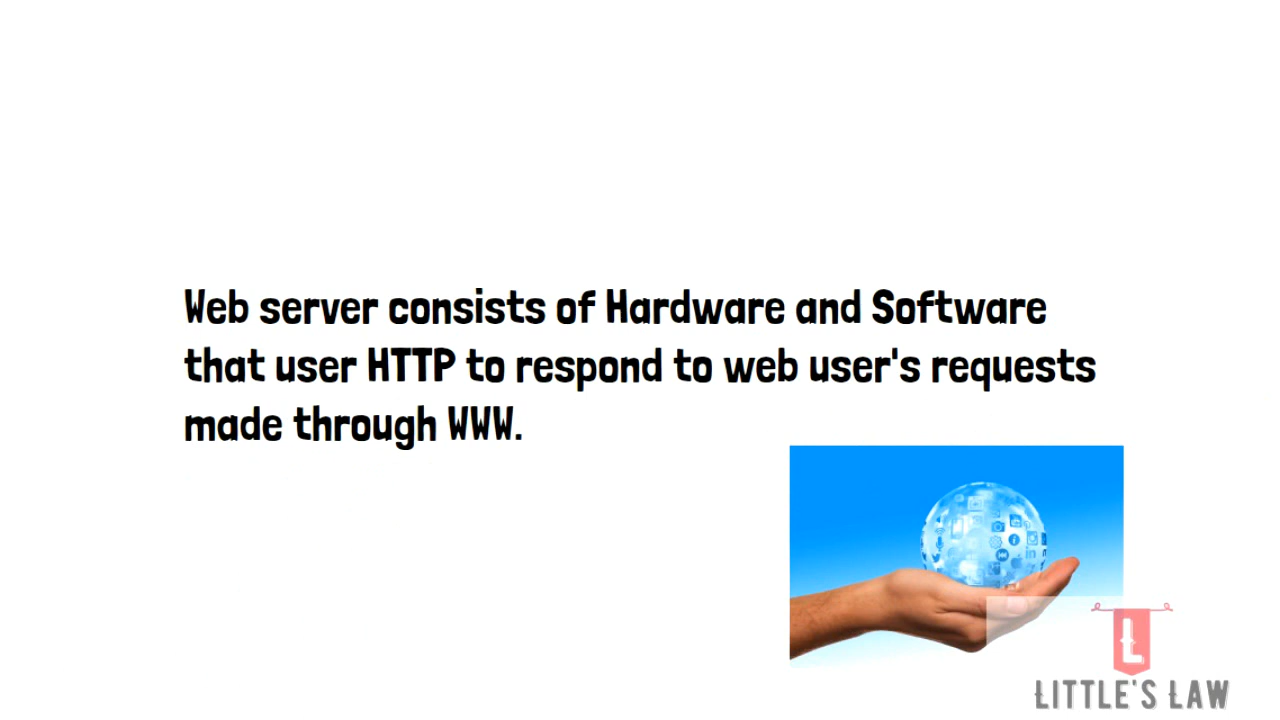 Web server consists of Hardware and Software
that user HTTP to respond to web user's requests
made through WWW.
L
LITTLE'S LAW